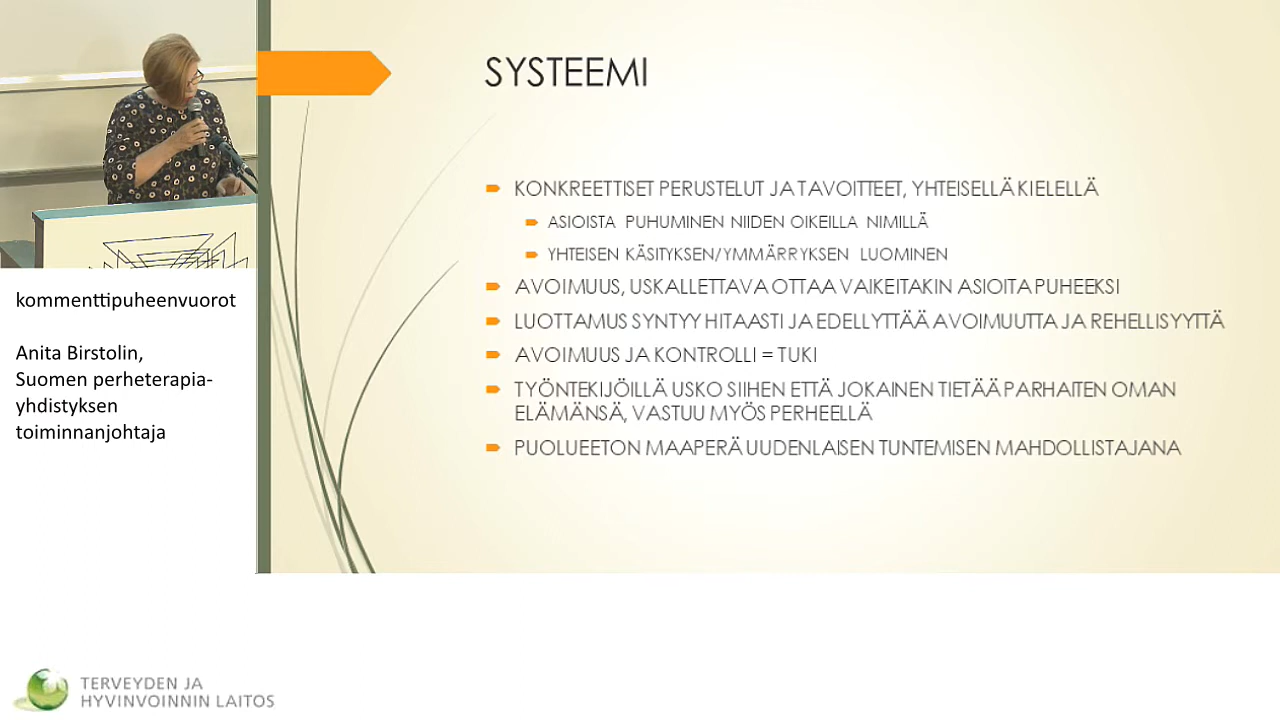 SYSTEEMI
KONKREETTISET PERUSTELUT JA TAVOITTEET, YHTEISELLÄ KIELELLÄ
ASIOISTA PUHUMINEN NIIDEN OIKEILLA NIMILLÄ
YHTEISEN KÄSITYKSEN/YMMÄRRYKSEN LUOMINEN
AVOIMUUS, USKALLETTAVA OTTAA VAIKEITAKIN ASIOITA PUHEEKSI
LUOTTAMUS SYNTYY HITAASTI JA EDELLYTTÄÄ AVOIMUUTTA JA REHELLISYYTTÄ
AVOIMUUS JA KONTROLLI = TUKI
TYÖNTEKIJÖILLÄ USKO SIIHEN ETTÄ JOKAINEN TIETÄÄ PARHAITEN OMAN
ELÄMÄNSÄ, VASTUU MYÖS PERHEELLÄ
PUOLUEETON MAAPERÄ UUDENLAISEN TUNTEMISEN MAHDOLLISTAJANA
kommenttipuheenvuorot
Anita Birstolin,
Suomen perheterapia-
yhdistyksen
toiminnanjohtaja
TERVEYDEN JA
HYVINVOINNIN LAITOS